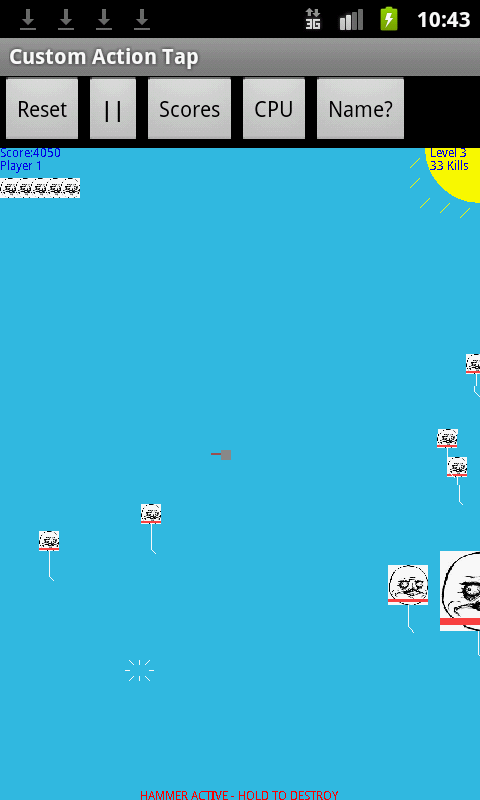 3G 10:43
Custom Action Tap
Reset || Scores CPU Name?
Score:4050
Player 1
Level 3
33 Kills
HAMMER ACTIVE - HOLD TO DESTROY